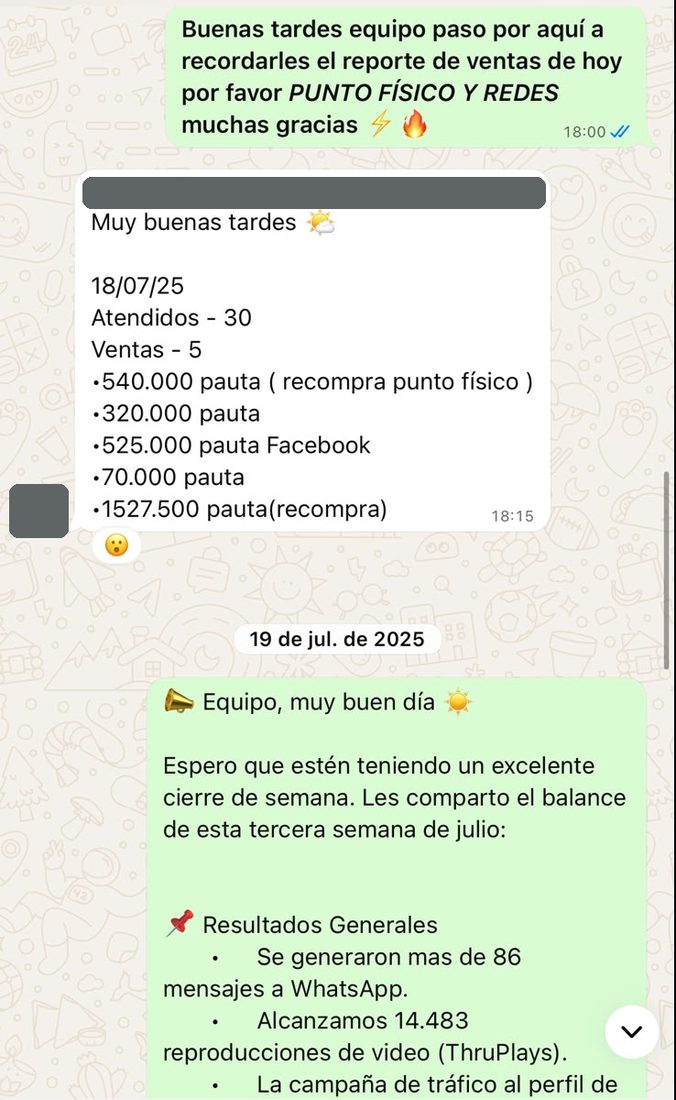 Buenas tardes equipo paso por aquí a
recordarles el reporte de ventas de hoy
por favor PUNTO FÍSICO Y REDES
muchas gracias ⚡🔥
18:00
Muy buenas tardes 🌤️
18/07/25
Atendidos - 30
Ventas - 5
•540.000 pauta ( recompra punto físico )
•320.000 pauta
•525.000 pauta Facebook
•70.000 pauta
•1527.500 pauta(recompra)
18:15
😮
19 de jul. de 2025
📣 Equipo, muy buen día ☀️
Espero que estén teniendo un excelente
cierre de semana. Les comparto el balance
de esta tercera semana de julio:
📌 Resultados Generales
• Se generaron mas de 86
mensajes a WhatsApp.
• Alcanzamos 14.483
reproducciones de video (ThruPlays).
• La campaña de tráfico al perfil de